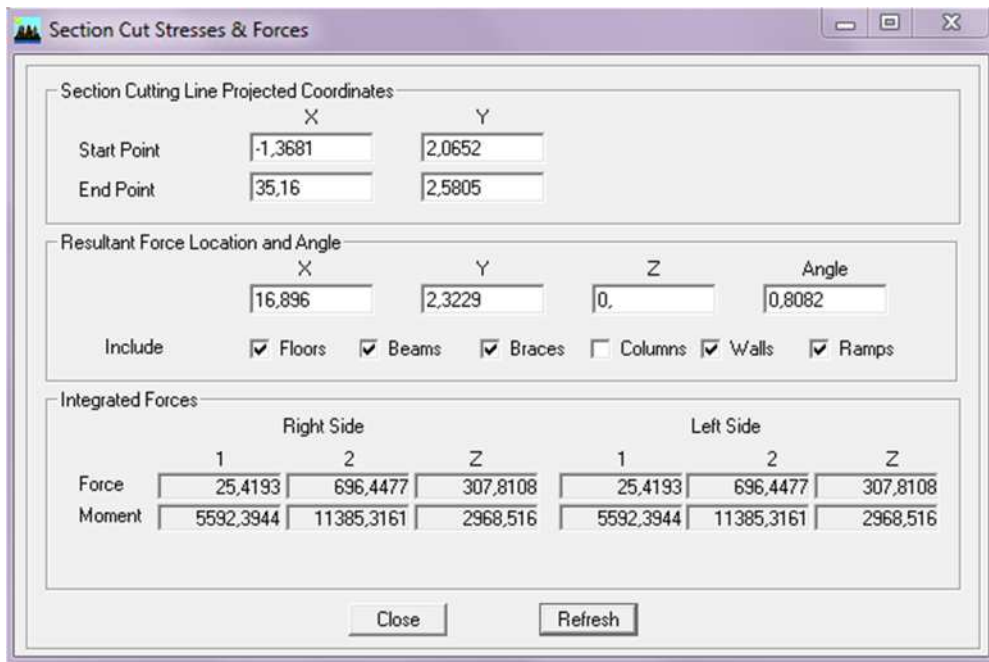 Section Cut Stresses & Forces
Section Cutting Line Projected Coordinates
X Y
Start Point -1,3681 2,0652
End Point 35,16 2,5805
Resultant Force Location and Angle
X Y Z Angle
16,896 2,3229 0, 0,8082
Include Floors Beams Braces Columns Walls Ramps
Integrated Forces
Right Side Left Side
1 2 Z 1 2 Z
Force 25,4193 696,4477 307,8108 25,4193 696,4477 307,8108
Moment 5592,3944 11385,3161 2968,516 5592,3944 11385,3161 2968,516
Close Refresh